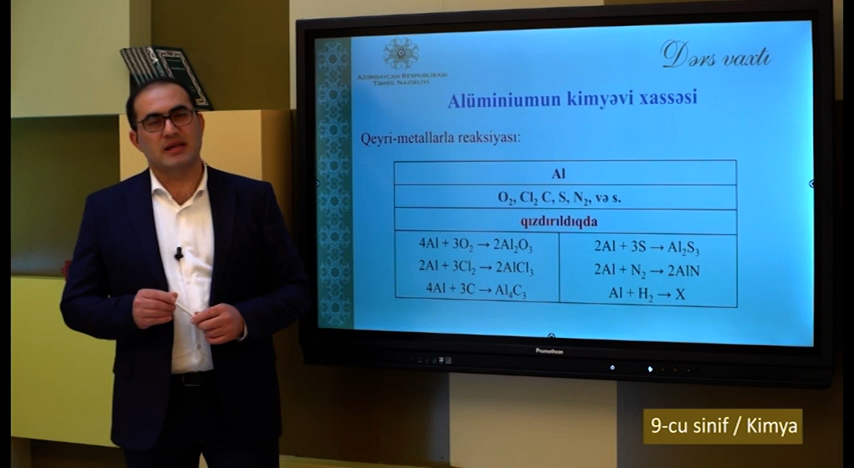 AZƏRBAYCAN RESPUBLİKASI
TƏHSİL NAZİRLİYİ
Dərs vaxtı
Alüminiumun kimyəvi xassəsi
Qeyri-metallarla reaksiyası:
Al
O₂, Cl₂ C, S, N₂, və s.
qızdırıldıqda
4Al + 3O₂ → 2Al₂O₃
2Al + 3Cl₂ → 2AlCl₃
4Al + 3C → Al₄C₃
2Al + 3S → Al₂S₃
2Al + N₂ → 2AlN
Al + H₂ → X
Promethean
9-cu sinif / Kimya